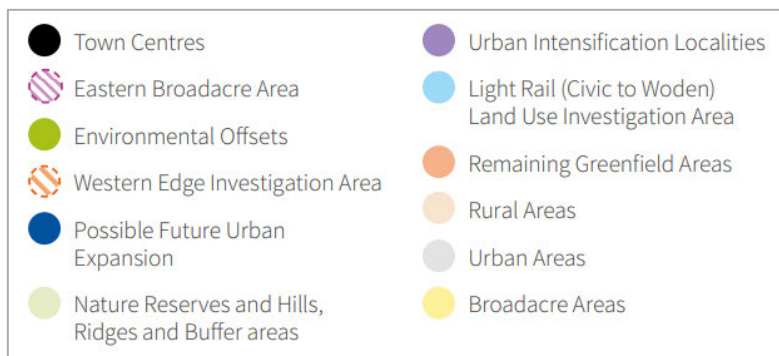 Town Centres
Eastern Broadacre Area
Environmental Offsets
Western Edge Investigation Area
Possible Future Urban
Expansion
Nature Reserves and Hills,
Ridges and Buffer areas
Urban Intensification Localities
Light Rail (Civic to Woden)
Land Use Investigation Area
Remaining Greenfield Areas
Rural Areas
Urban Areas
Broadacre Areas